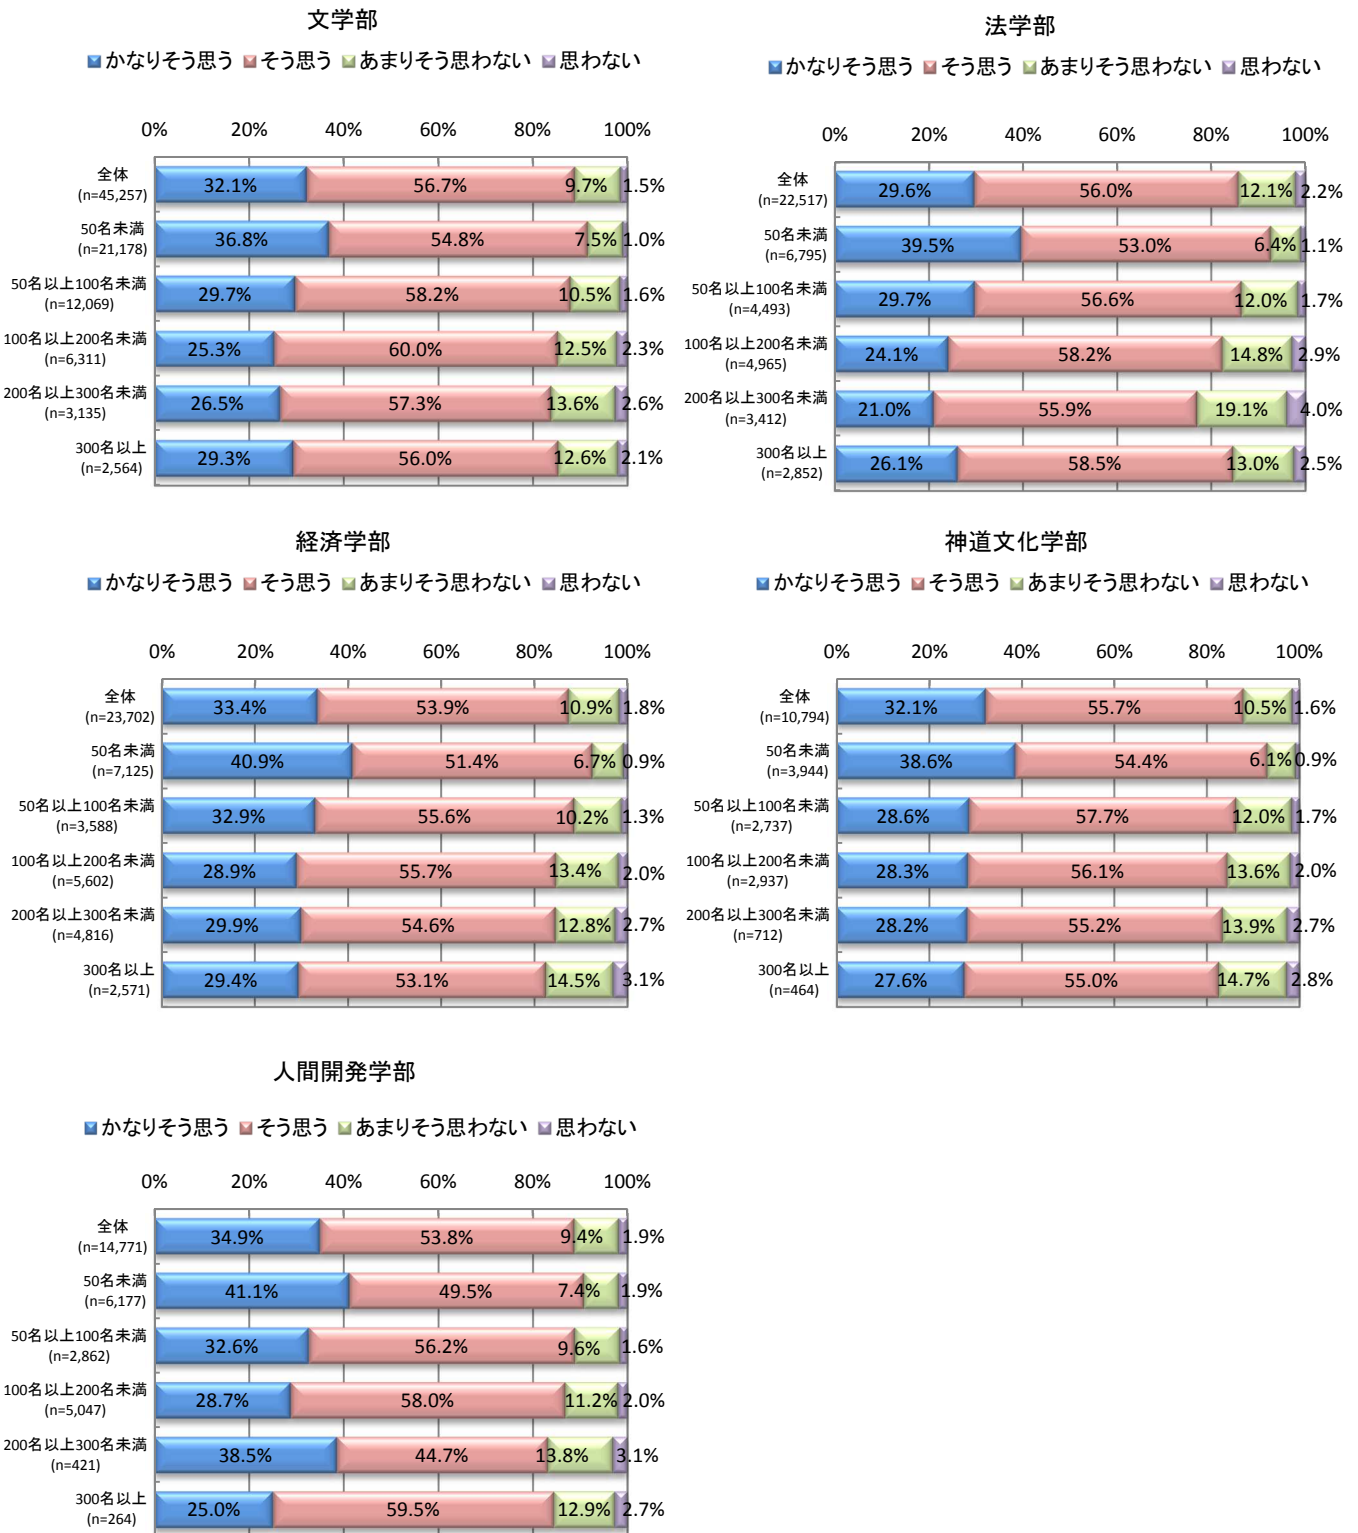 文学部
かなりそう思う そう思う あまりそう思わない 思わない
0% 20% 40% 60% 80% 100%
全体
(n=45,257)
32.1% 56.7% 9.7% 1.5%
50名未満
(n=21,178)
36.8% 54.8% 7.5% 1.0%
50名以上100名未満
(n=12,069)
29.7% 58.2% 10.5% 1.6%
100名以上200名未満
(n=6,311)
25.3% 60.0% 12.5% 2.3%
200名以上300名未満
(n=3,135)
26.5% 57.3% 13.6% 2.6%
300名以上
(n=2,564)
29.3% 56.0% 12.6% 2.1%
法学部
かなりそう思う そう思う あまりそう思わない 思わない
0% 20% 40% 60% 80% 100%
全体
(n=22,517)
29.6% 56.0% 12.1% 2.2%
50名未満
(n=6,795)
39.5% 53.0% 6.4% 1.1%
50名以上100名未満
(n=4,493)
29.7% 56.6% 12.0% 1.7%
100名以上200名未満
(n=4,965)
24.1% 58.2% 14.8% 2.9%
200名以上300名未満
(n=3,412)
21.0% 55.9% 19.1% 4.0%
300名以上
(n=2,852)
26.1% 58.5% 13.0% 2.5%
経済学部
かなりそう思う そう思う あまりそう思わない 思わない
0% 20% 40% 60% 80% 100%
全体
(n=23,702)
33.4% 53.9% 10.9% 1.8%
50名未満
(n=7,125)
40.9% 51.4% 6.7% 0.9%
50名以上100名未満
(n=3,588)
32.9% 55.6% 10.2% 1.3%
100名以上200名未満
(n=5,602)
28.9% 55.7% 13.4% 2.0%
200名以上300名未満
(n=4,816)
29.9% 54.6% 12.8% 2.7%
300名以上
(n=2,571)
29.4% 53.1% 14.5% 3.1%
神道文化学部
かなりそう思う そう思う あまりそう思わない 思わない
0% 20% 40% 60% 80% 100%
全体
(n=10,794)
32.1% 55.7% 10.5% 1.6%
50名未満
(n=3,944)
38.6% 54.4% 6.1% 0.9%
50名以上100名未満
(n=2,737)
28.6% 57.7% 12.0% 1.7%
100名以上200名未満
(n=2,937)
28.3% 56.1% 13.6% 2.0%
200名以上300名未満
(n=712)
28.2% 55.2% 13.9% 2.7%
300名以上
(n=464)
27.6% 55.0% 14.7% 2.8%
人間開発学部
かなりそう思う そう思う あまりそう思わない 思わない
0% 20% 40% 60% 80% 100%
全体
(n=14,771)
34.9% 53.8% 9.4% 1.9%
50名未満
(n=6,177)
41.1% 49.5% 7.4% 1.9%
50名以上100名未満
(n=2,862)
32.6% 56.2% 9.6% 1.6%
100名以上200名未満
(n=5,047)
28.7% 58.0% 11.2% 2.0%
200名以上300名未満
(n=421)
38.5% 44.7% 13.8% 3.1%
300名以上
(n=264)
25.0% 59.5% 12.9% 2.7%